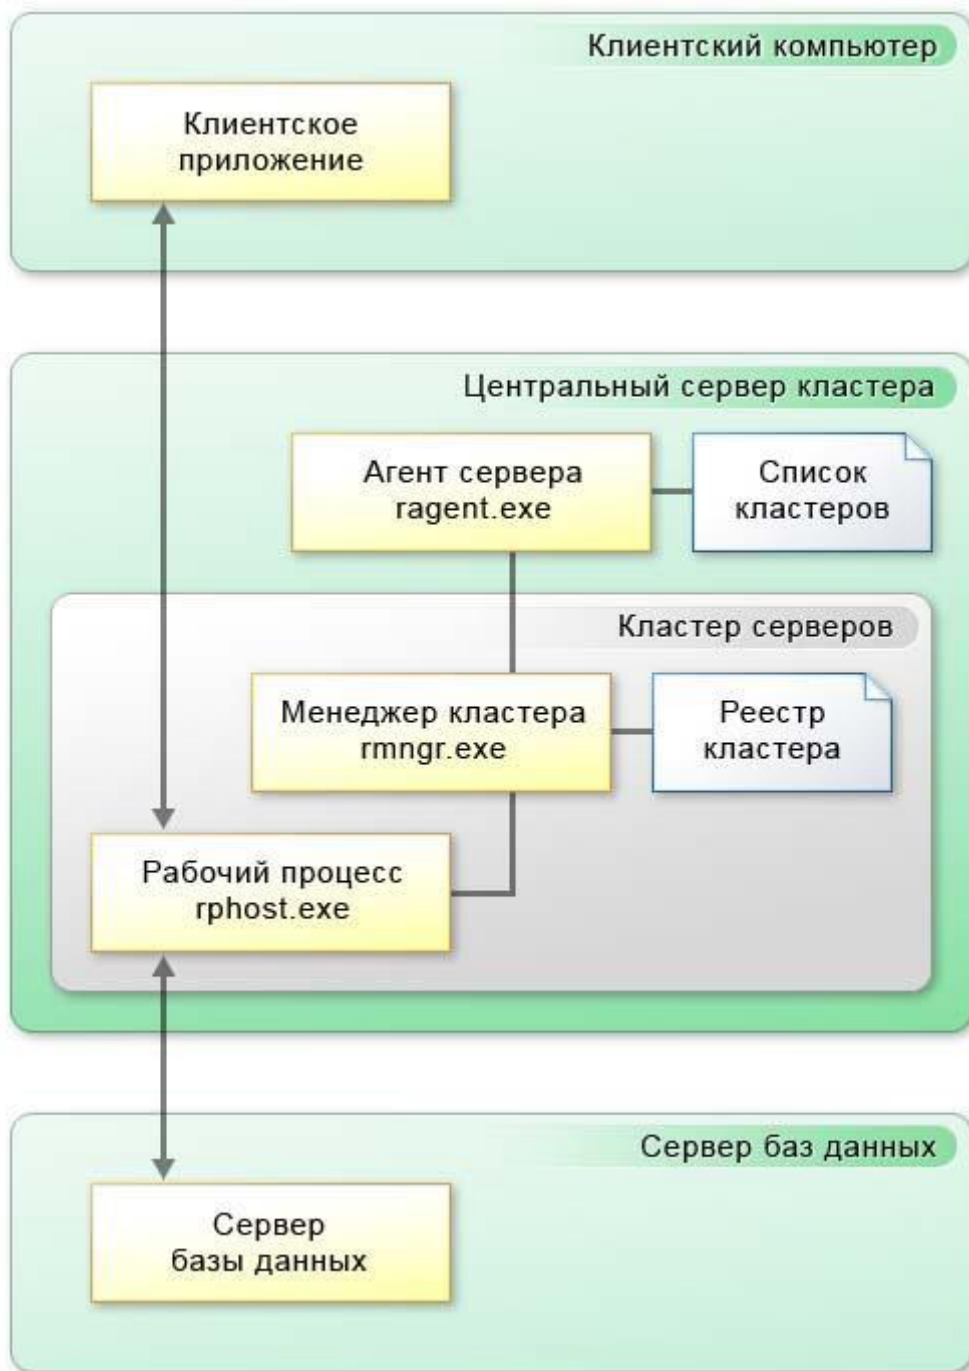 Клиентский компьютер
Клиентское
приложение
Центральный сервер кластера
Агент сервера
ragent.exe
Список
кластеров
Кластер серверов
Менеджер кластера
rmngr.exe
Реестр
кластера
Рабочий процесс
rphost.exe
Сервер баз данных
Сервер
базы данных